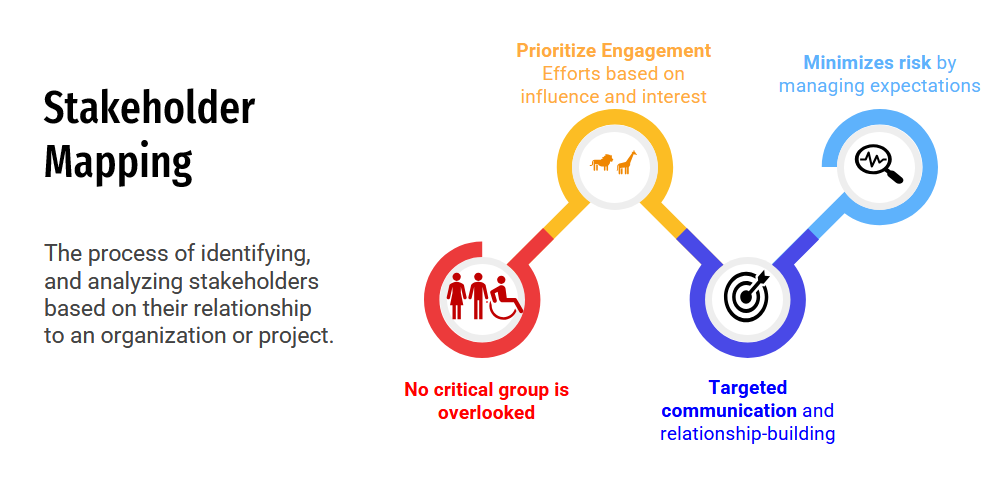 Stakeholder
Mapping
The process of identifying,
and analyzing stakeholders
based on their relationship
to an organization or project.
No critical group is
overlooked
Prioritize Engagement
Efforts based on
influence and interest
Targeted
communication and
relationship-building
Minimizes risk by
managing expectations